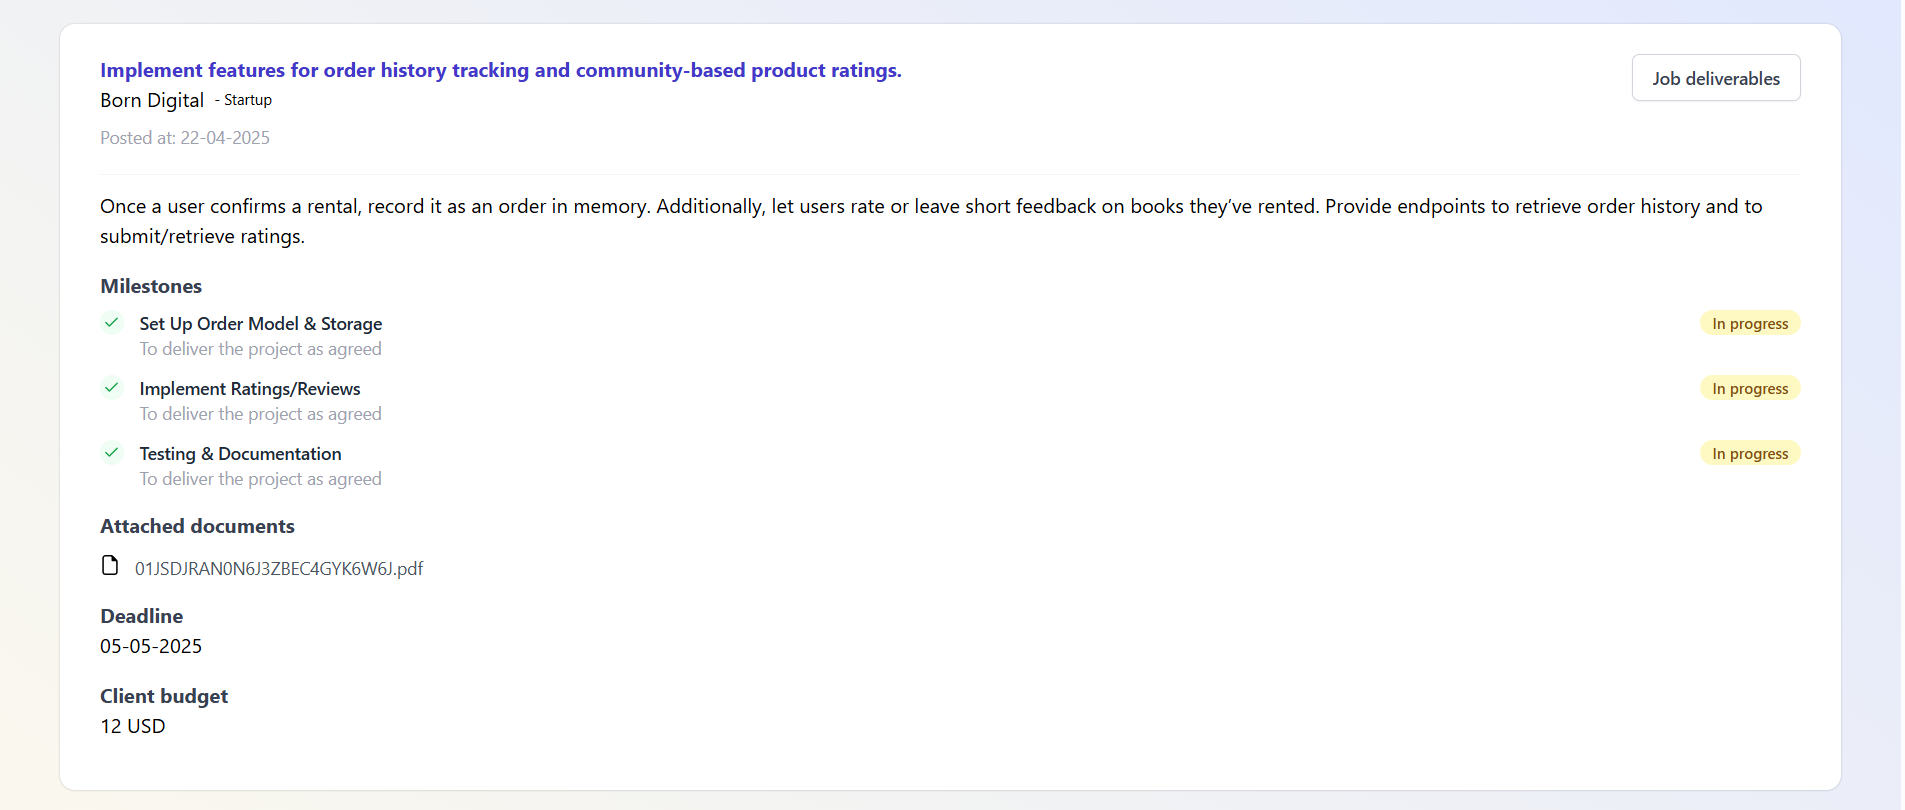 Implement features for order history tracking and community-based product ratings.
Job deliverables
Born Digital - Startup
Posted at: 22-04-2025
Once a user confirms a rental, record it as an order in memory. Additionally, let users rate or leave short feedback on books they’ve rented. Provide endpoints to retrieve order history and to
submit/retrieve ratings.
Milestones
Set Up Order Model & Storage
In progress
To deliver the project as agreed
Implement Ratings/Reviews
In progress
To deliver the project as agreed
Testing & Documentation
In progress
To deliver the project as agreed
Attached documents
01JSDJRAN0N6J3ZBEC4GYK6W6J.pdf
Deadline
05-05-2025
Client budget
12 USD